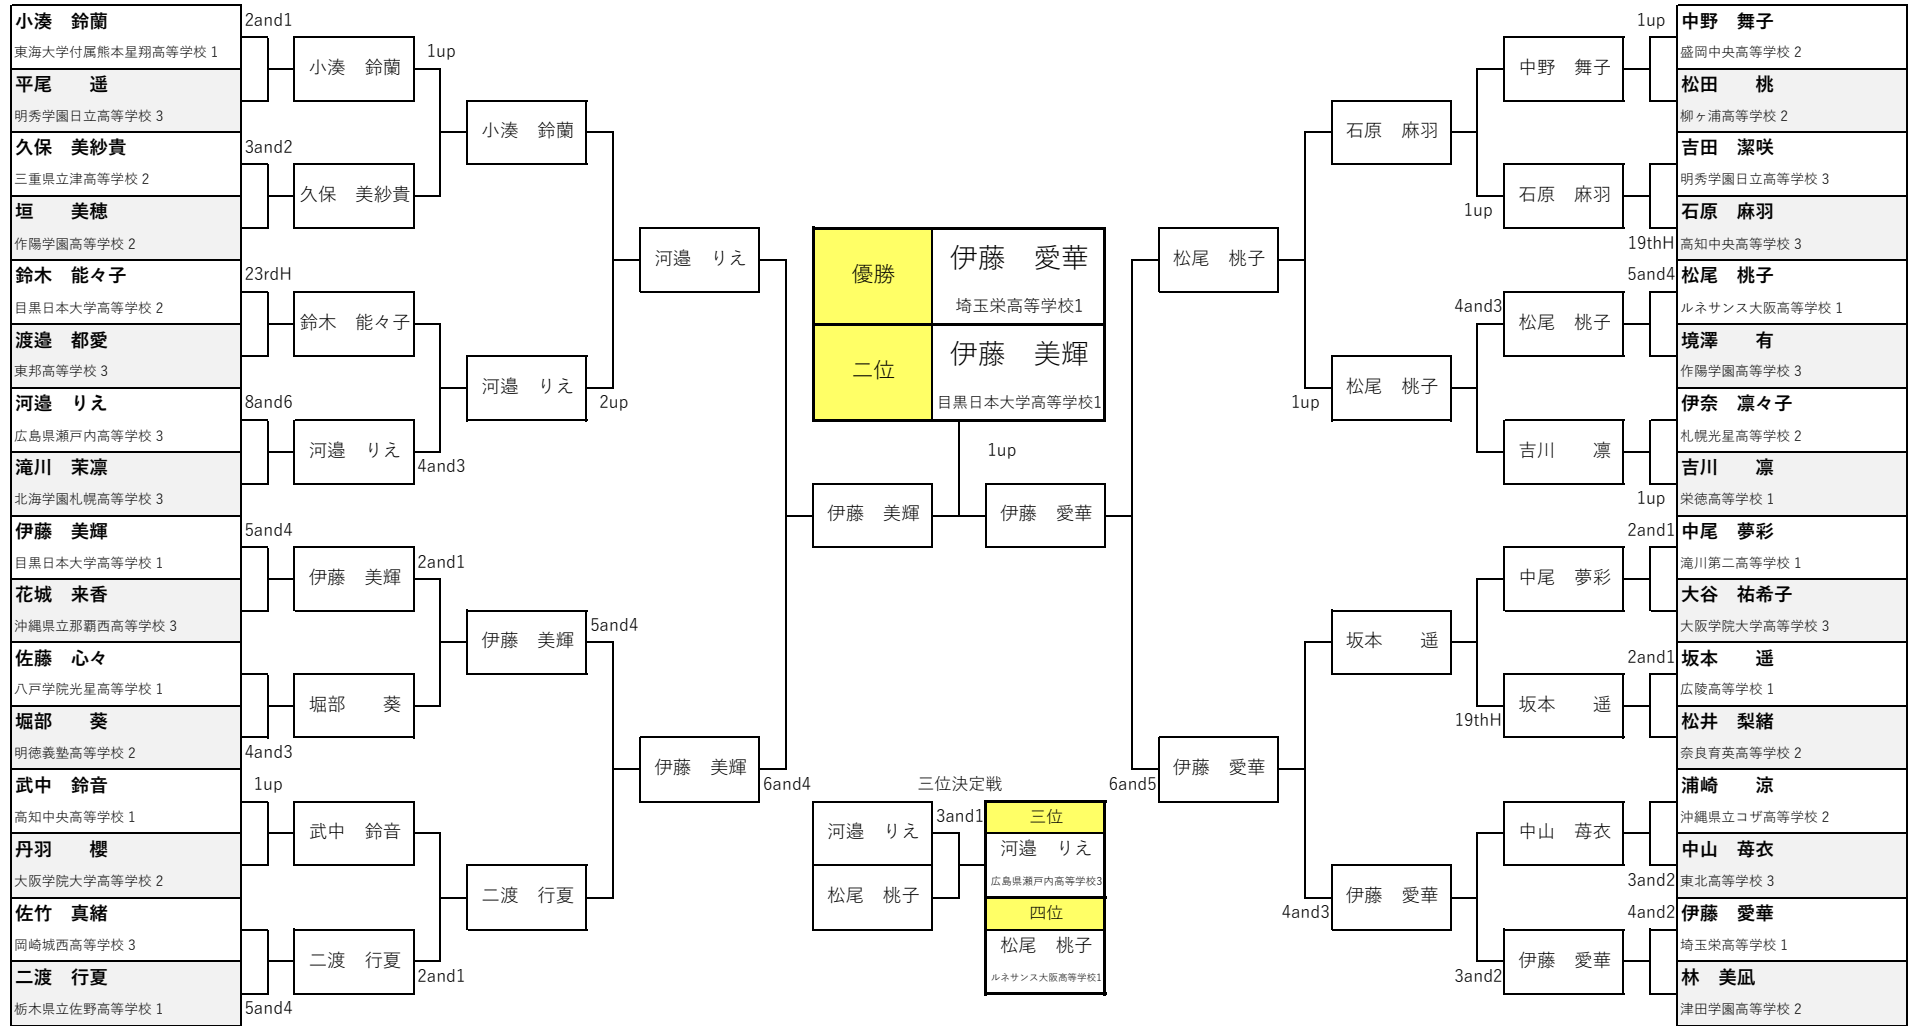 小湊　鈴蘭
東海大学付属熊本星翔高等学校 1
平尾　　遥
明秀学園日立高等学校 3
久保　美紗貴
三重県立津高等学校 2
垣　　美穂
作陽学園高等学校 2
鈴木　能々子
目黒日本大学高等学校 2
渡邉　都愛
東邦高等学校 3
河邉　りえ
広島県瀬戸内高等学校 3
滝川　茉凛
北海学園札幌高等学校 3
伊藤　美輝
目黒日本大学高等学校 1
花城　来香
沖縄県立那覇西高等学校 3
佐藤　心々
八戸学院光星高等学校 1
堀部　　葵
明徳義塾高等学校 2
武中　鈴音
高知中央高等学校 1
丹羽　　櫻
大阪学院大学高等学校 2
佐竹　真緒
岡崎城西高等学校 3
二渡　行夏
栃木県立佐野高等学校 1
2and1
3and2
23rdH
8and6
5and4
4and3
1up
5and4
小湊　鈴蘭
久保　美紗貴
鈴木　能々子
河邉　りえ
伊藤　美輝
堀部　　葵
武中　鈴音
二渡　行夏
1up
4and3
2and1
2and1
小湊　鈴蘭
河邉　りえ
伊藤　美輝
二渡　行夏
2up
5and4
河邉　りえ
伊藤　美輝
6and4
優勝
伊藤　愛華
埼玉栄高等学校1
二位
伊藤　美輝
目黒日本大学高等学校1
1up
伊藤　美輝
伊藤　愛華
三位決定戦
河邉　りえ
松尾　桃子
3and1
三位
河邉　りえ
広島県瀬戸内高等学校3
四位
松尾　桃子
ルネサンス大阪高等学校1
6and5
松尾　桃子
伊藤　愛華
1up
4and3
石原　麻羽
松尾　桃子
坂本　　遥
伊藤　愛華
1up
4and3
19thH
3and2
中野　舞子
石原　麻羽
松尾　桃子
吉川　　凛
中尾　夢彩
坂本　　遥
中山　苺衣
伊藤　愛華
1up
19thH
5and4
1up
2and1
2and1
3and2
4and2
中野　舞子
盛岡中央高等学校 2
松田　　桃
柳ヶ浦高等学校 2
吉田　潔咲
明秀学園日立高等学校 3
石原　麻羽
高知中央高等学校 3
松尾　桃子
ルネサンス大阪高等学校 1
境澤　　有
作陽学園高等学校 3
伊奈　凛々子
札幌光星高等学校 2
吉川　　凛
栄徳高等学校 1
中尾　夢彩
滝川第二高等学校 1
大谷　祐希子
大阪学院大学高等学校 3
坂本　　遥
広陵高等学校 1
松井　梨緒
奈良育英高等学校 2
浦崎　　涼
沖縄県立コザ高等学校 2
中山　苺衣
東北高等学校 3
伊藤　愛華
埼玉栄高等学校 1
林　美凪
津田学園高等学校 2